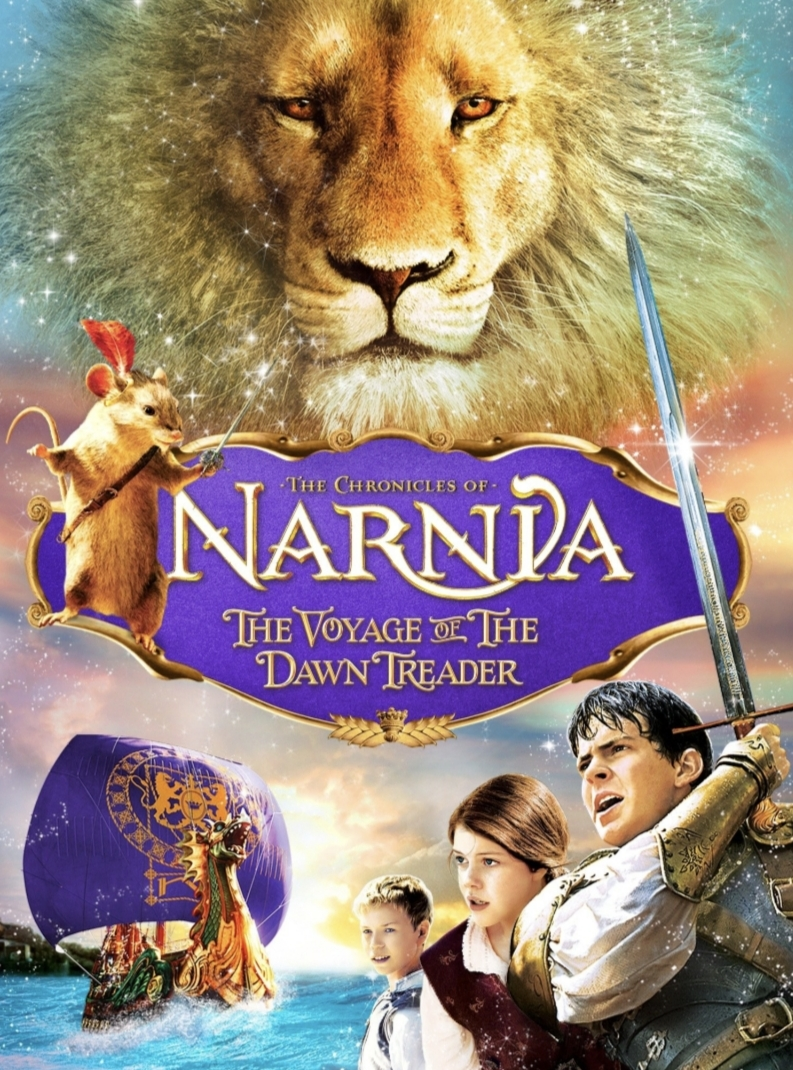 ·THE CHRONICLES OF·
NARNIA
THE VOYAGE OF THE
DAWN TREADER